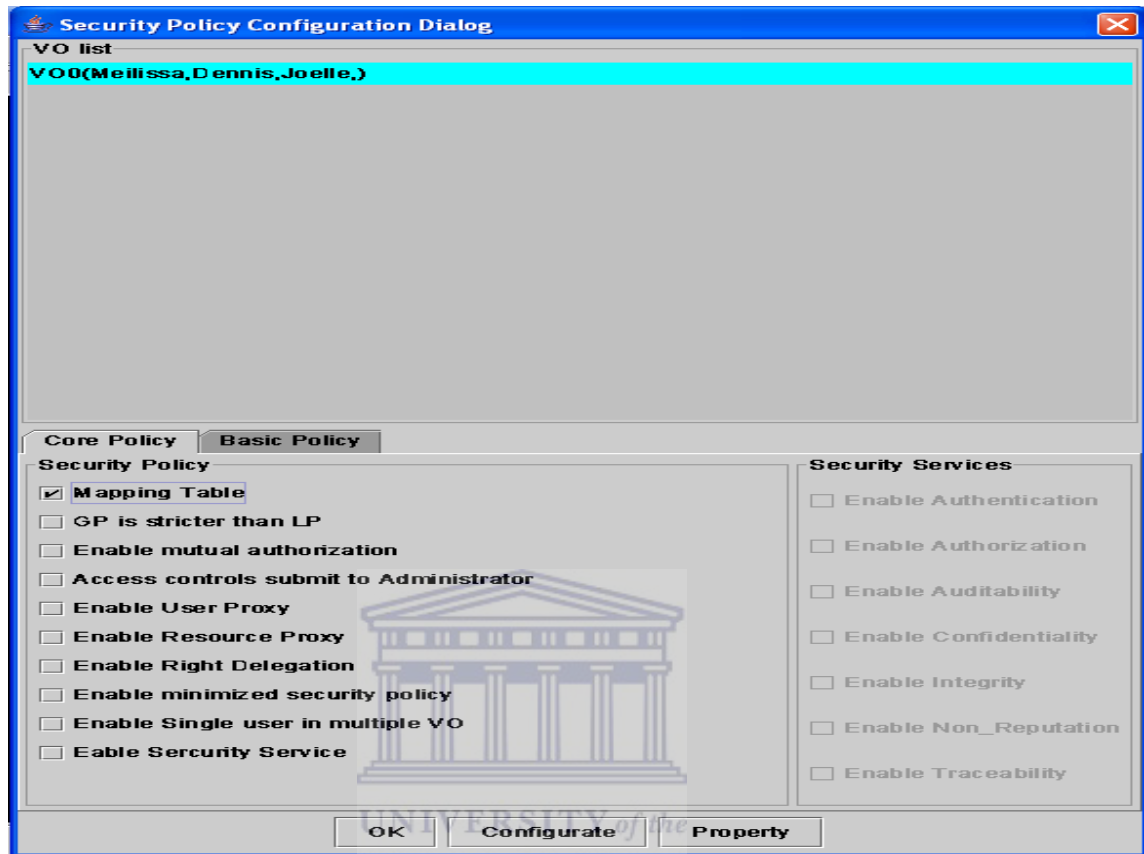 Security Policy Configuration Dialog
VO list
VO0(Meilissa,Dennis,Joelle,)
Core Policy
Basic Policy
Security Policy
Mapping Table
GP is stricter than LP
Enable mutual authorization
Access controls submit to Administrator
Enable User Proxy
Enable Resource Proxy
Enable Right Delegation
Enable minimized security policy
Enable Single user in multiple VO
Eable Sercurity Service
Security Services
Enable Authentication
Enable Authorization
Enable Auditability
Enable Confidentiality
Enable Integrity
Enable Non_Reputation
Enable Traceability
UNIVERSITY of the
OK
Configurate
Property